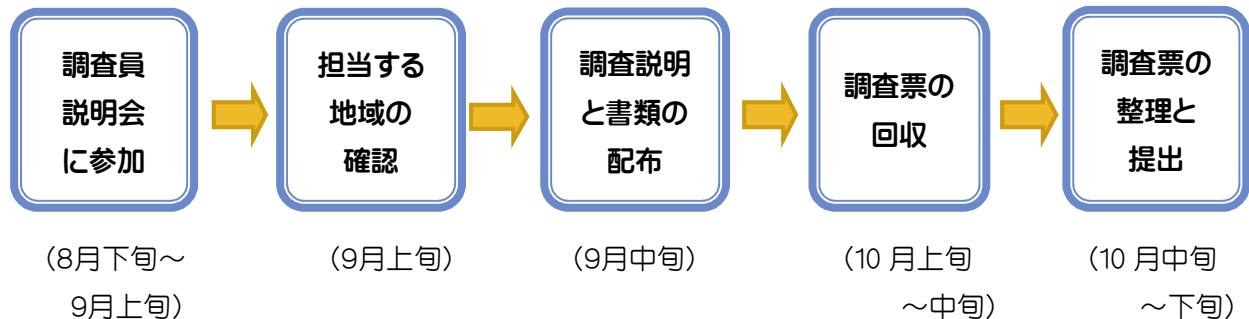 調査員
説明会
に参加
担当する
地域の
確認
調査説明
と書類の
配布
調査票の
回収
調査票の
整理と
提出
(8月下旬~
9月上旬)
(9月上旬)
(9月中旬)
(10 月上旬
~中旬)
(10 月中旬
~下旬)